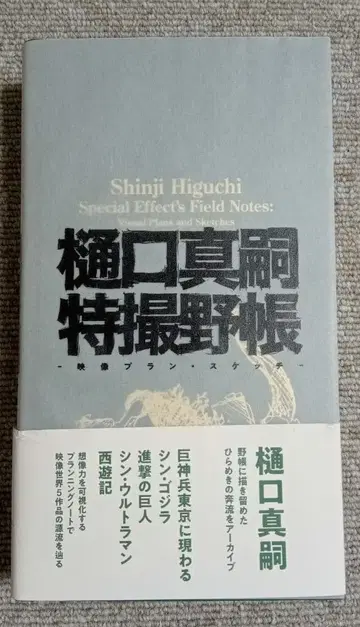 Shinji Higuchi
Special Effect's Field Notes:
Visual Plans and Sketches
樋口真嗣
特撮野帳
- 映像プラン・スケッチ -
樋口真嗣
野帳に描き留めた
ひらめきの奔流をアーカイブ
巨神兵東京に現わる
シン・ゴジラ
進撃の巨人
シン・ウルトラマン
西遊記
想像力を可視化する
プランニングノートで
映像世界5作品の源流を辿る